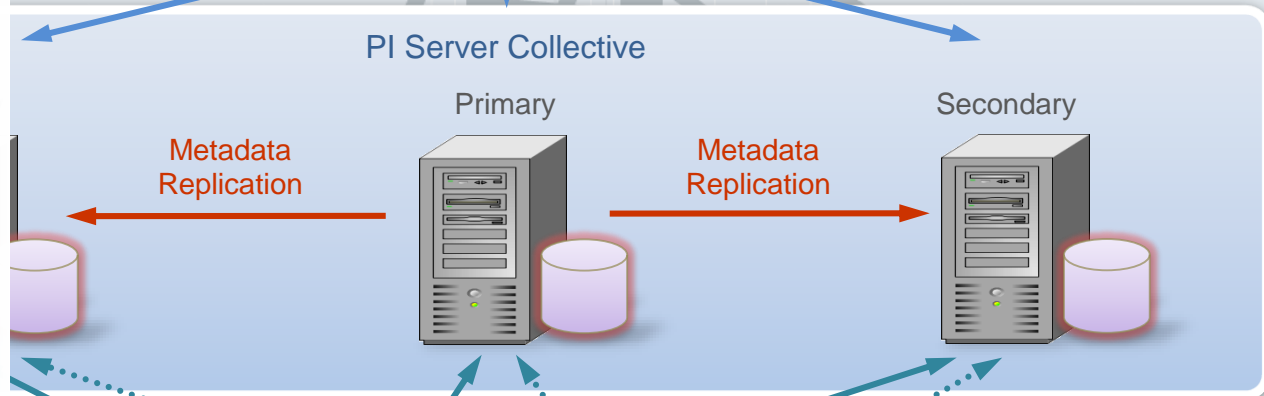 PI Server Collective
Primary
Secondary
Metadata
Replication
Metadata
Replication